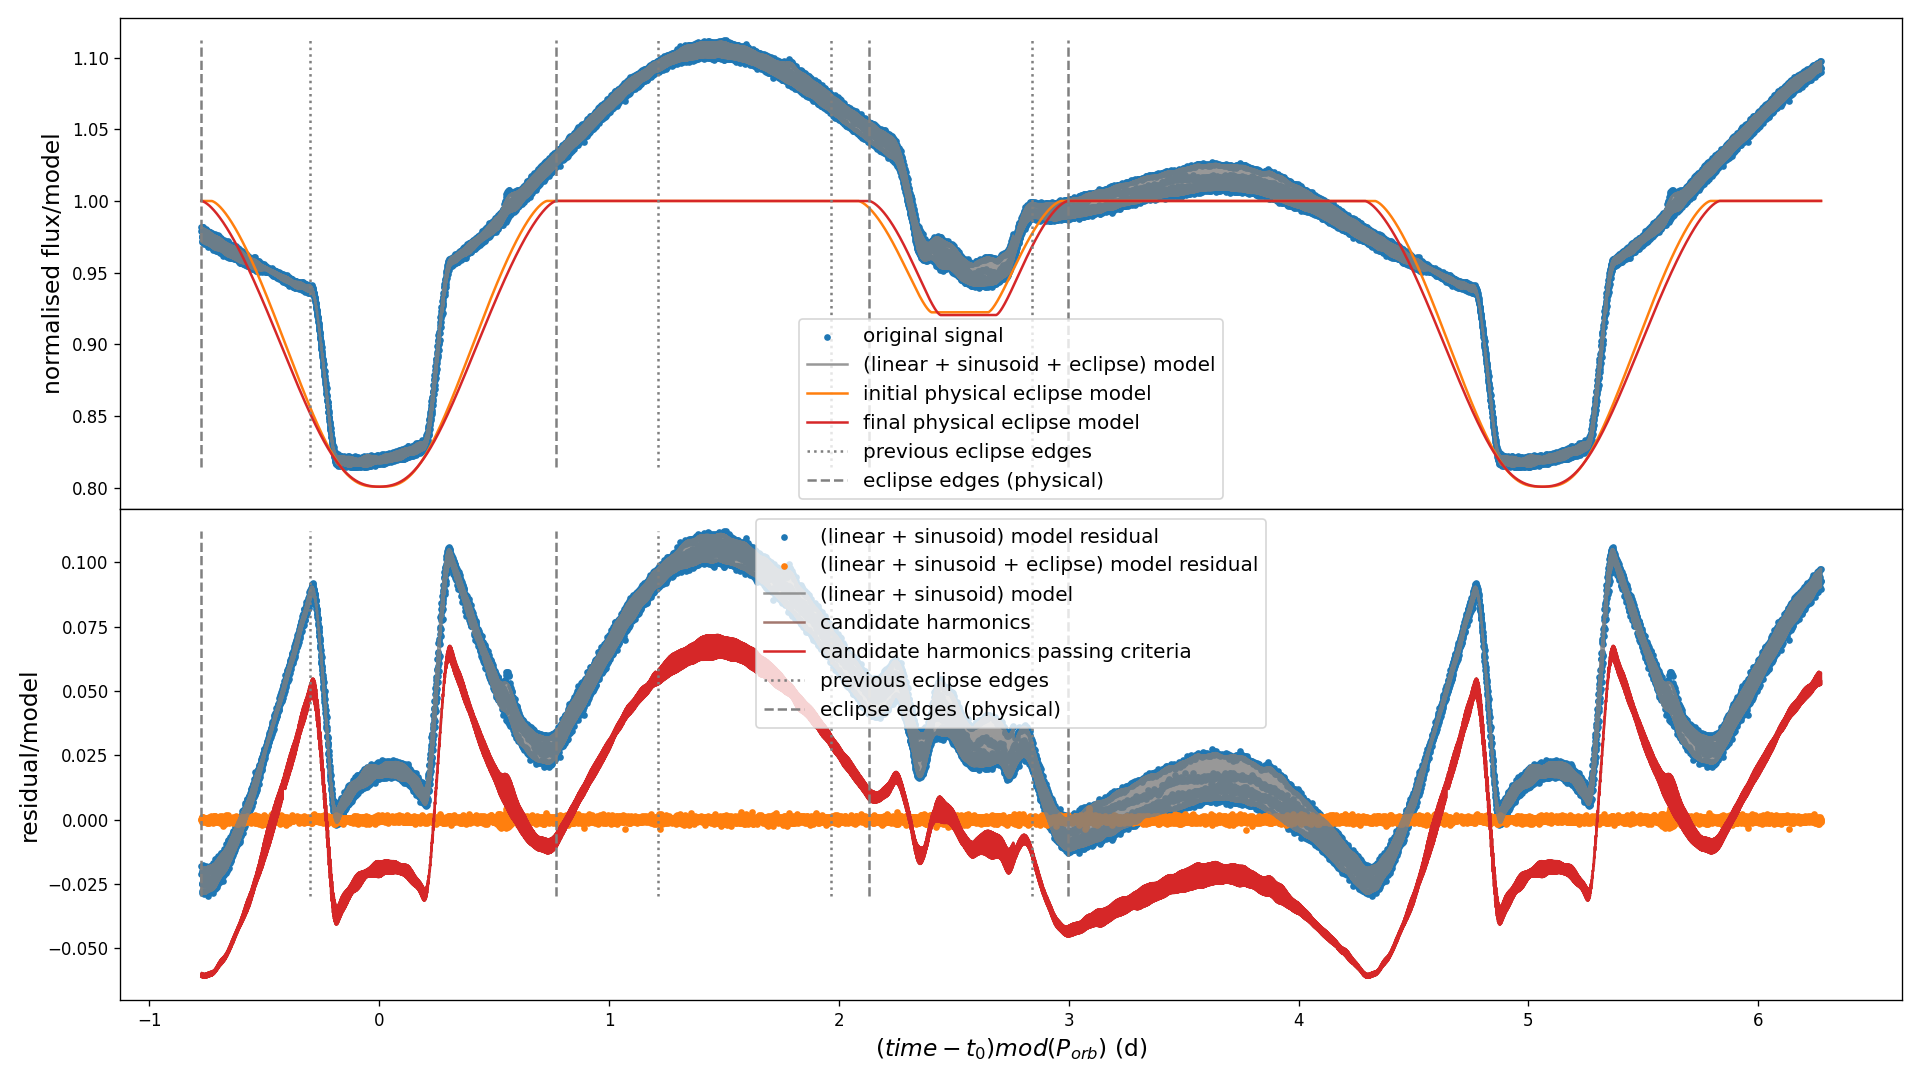 normalised flux/model
1.10
1.05
1.00
0.95
0.90
0.85
0.80
original signal
(linear + sinusoid + eclipse) model
initial physical eclipse model
final physical eclipse model
previous eclipse edges
eclipse edges (physical)
residual/model
0.100
0.075
0.050
0.025
0.000
−0.025
−0.050
(linear + sinusoid) model residual
(linear + sinusoid + eclipse) model residual
(linear + sinusoid) model
candidate harmonics
candidate harmonics passing criteria
previous eclipse edges
eclipse edges (physical)
−1 0 1 2 3 4 5 6
(time − t₀)mod(Pₒᵣb) (d)